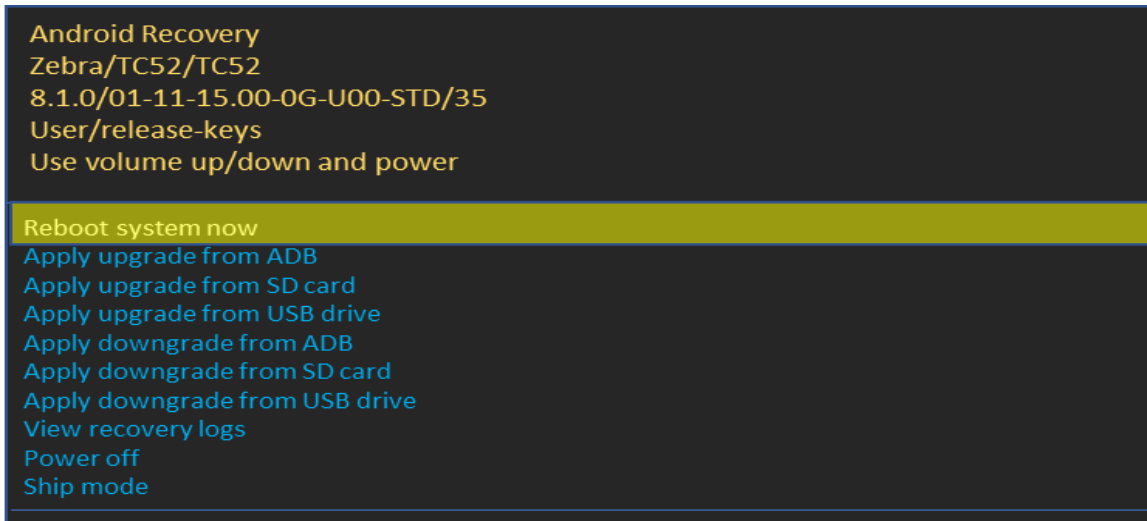 Android Recovery
Zebra/TC52/TC52
8.1.0/01-11-15.00-0G-U00-STD/35
User/release-keys
Use volume up/down and power
Reboot system now
Apply upgrade from ADB
Apply upgrade from SD card
Apply upgrade from USB drive
Apply downgrade from ADB
Apply downgrade from SD card
Apply downgrade from USB drive
View recovery logs
Power off
Ship mode